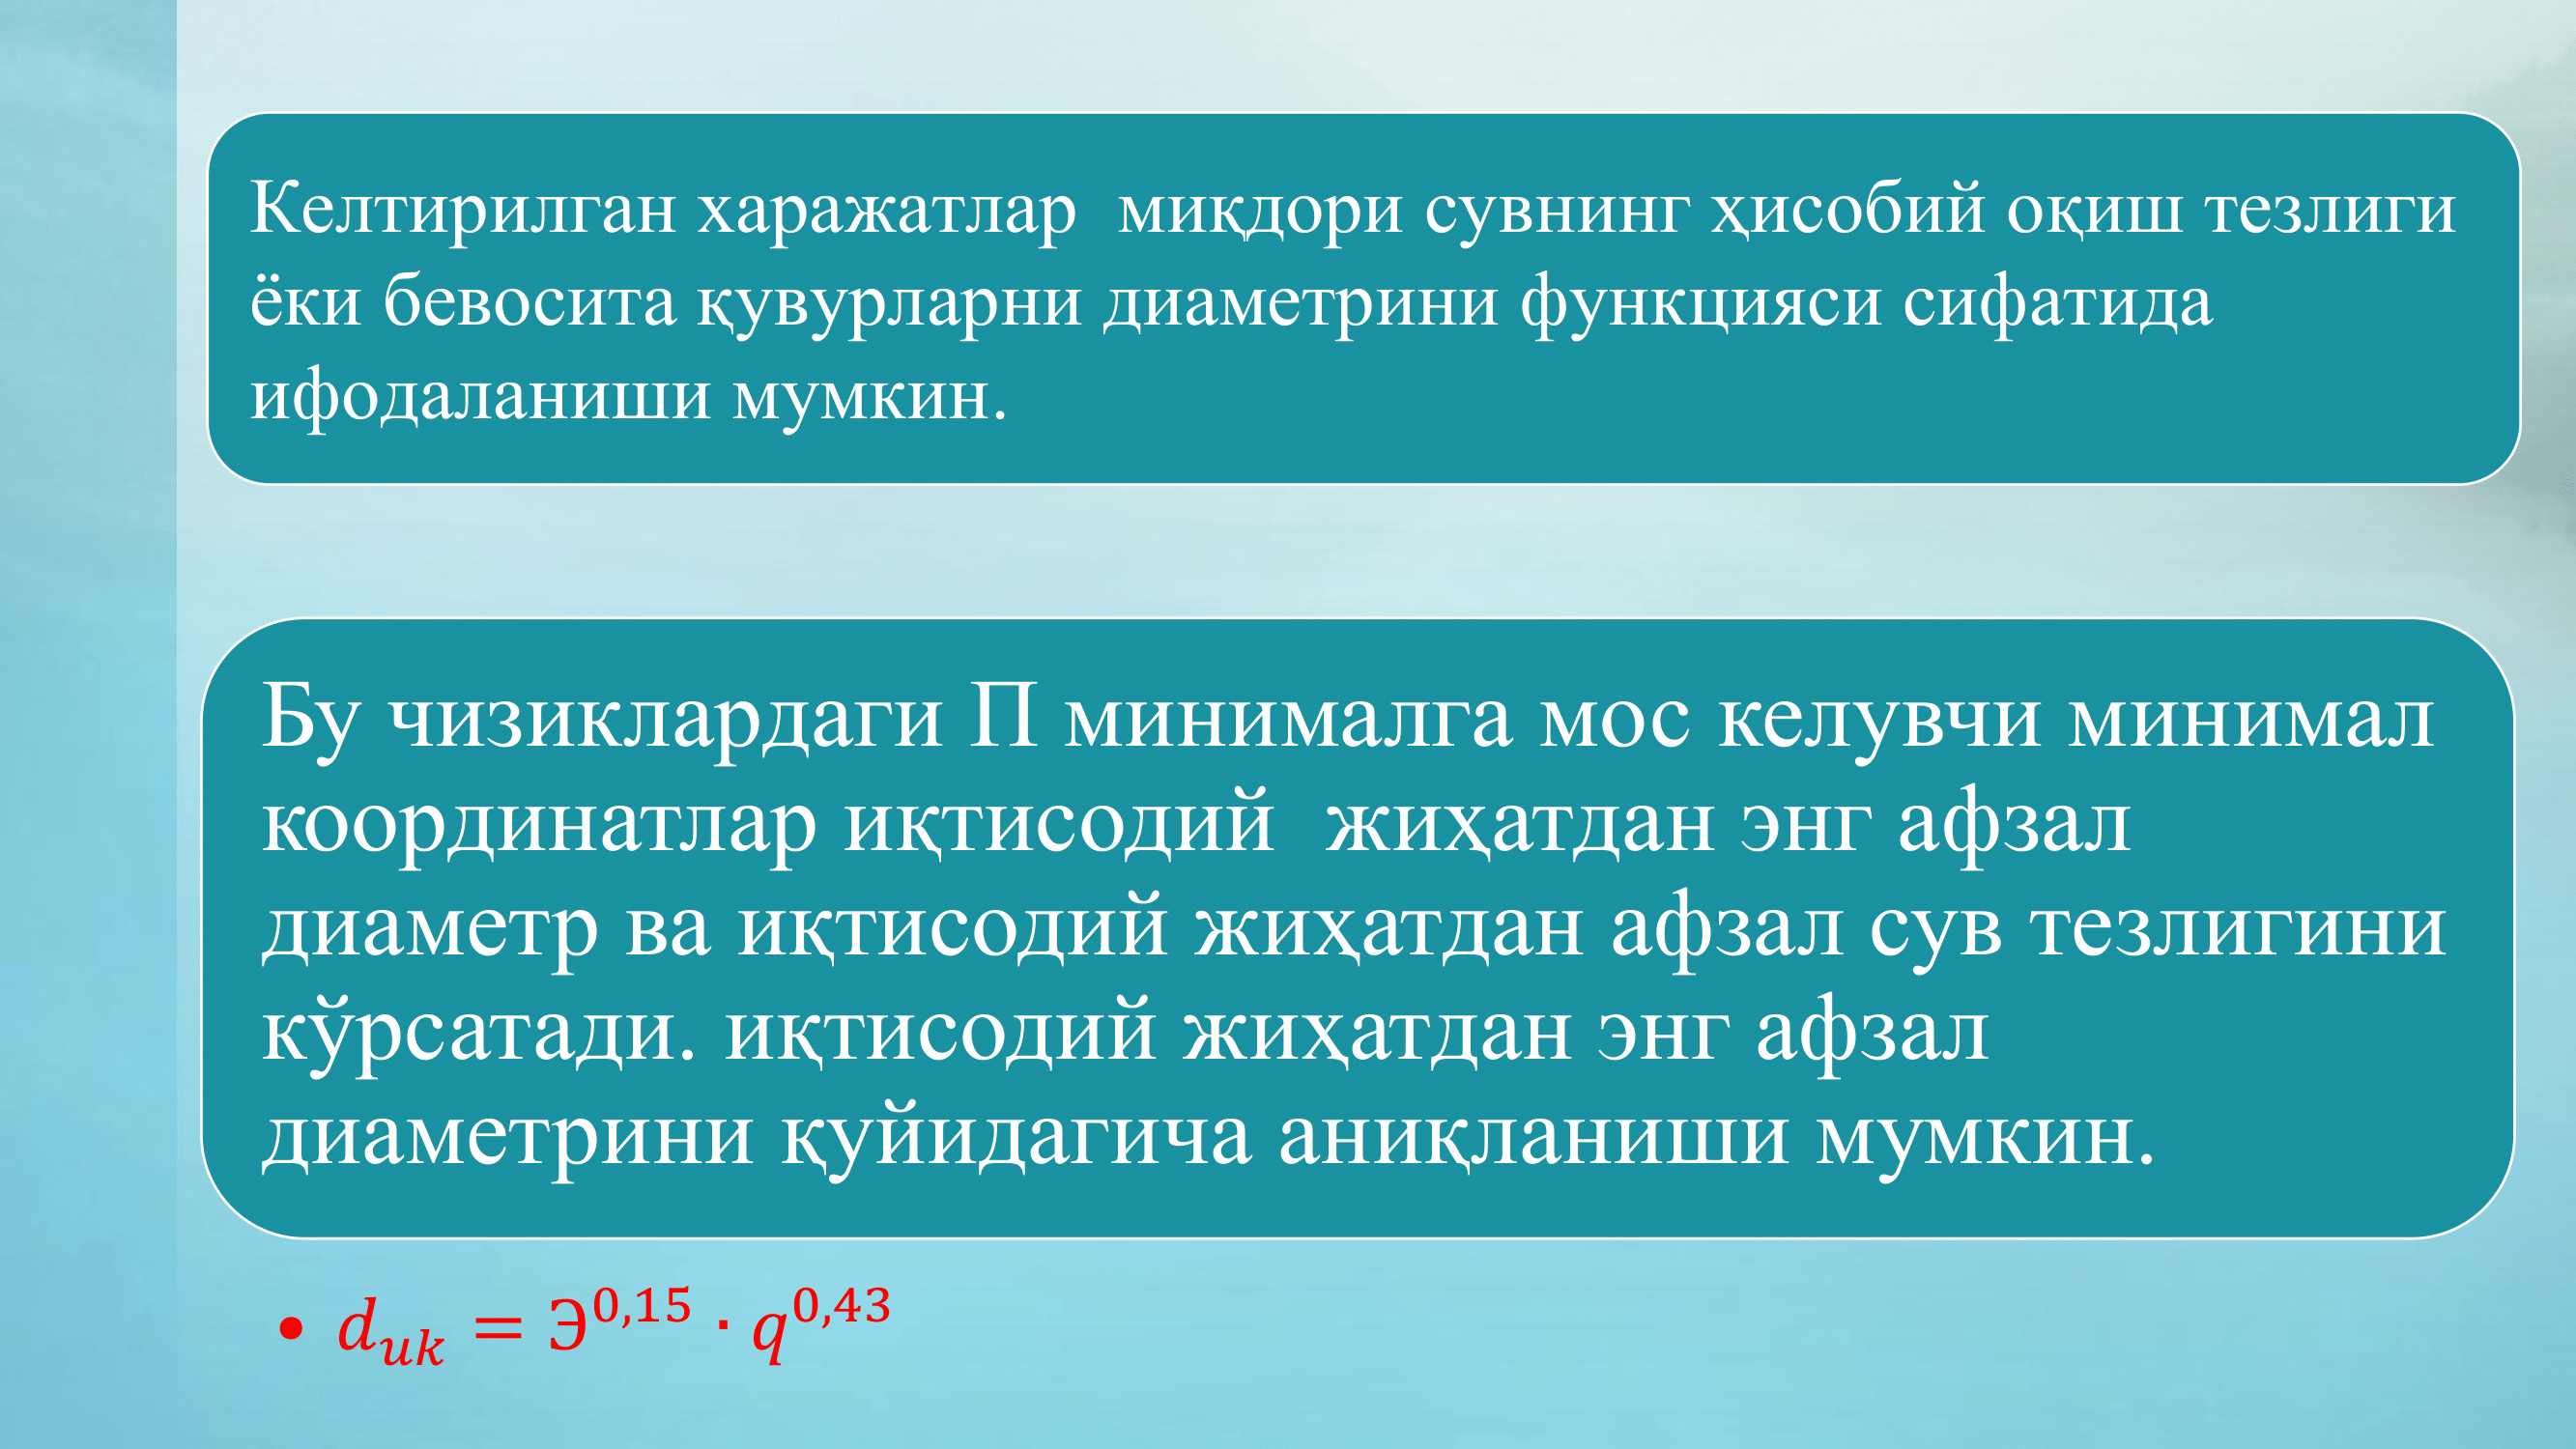 Келтирилган харажатлар миқдори сувнинг ҳисобий оқиш тезлиги
ёки бевосита қувурларни диаметрини функцияси сифатида
ифодаланиши мумкин.
Бу чизиклардаги П минималга мос келувчи минимал
координатлар иқтисодий жиҳатдан энг афзал
диаметр ва иқтисодий жиҳатдан афзал сув тезлигини
кўрсатади. иқтисодий жиҳатдан энг афзал
диаметрини қуйидагича аниқланиши мумкин.
• $d_{uk} = Э^{0,15} \cdot q^{0,43}$